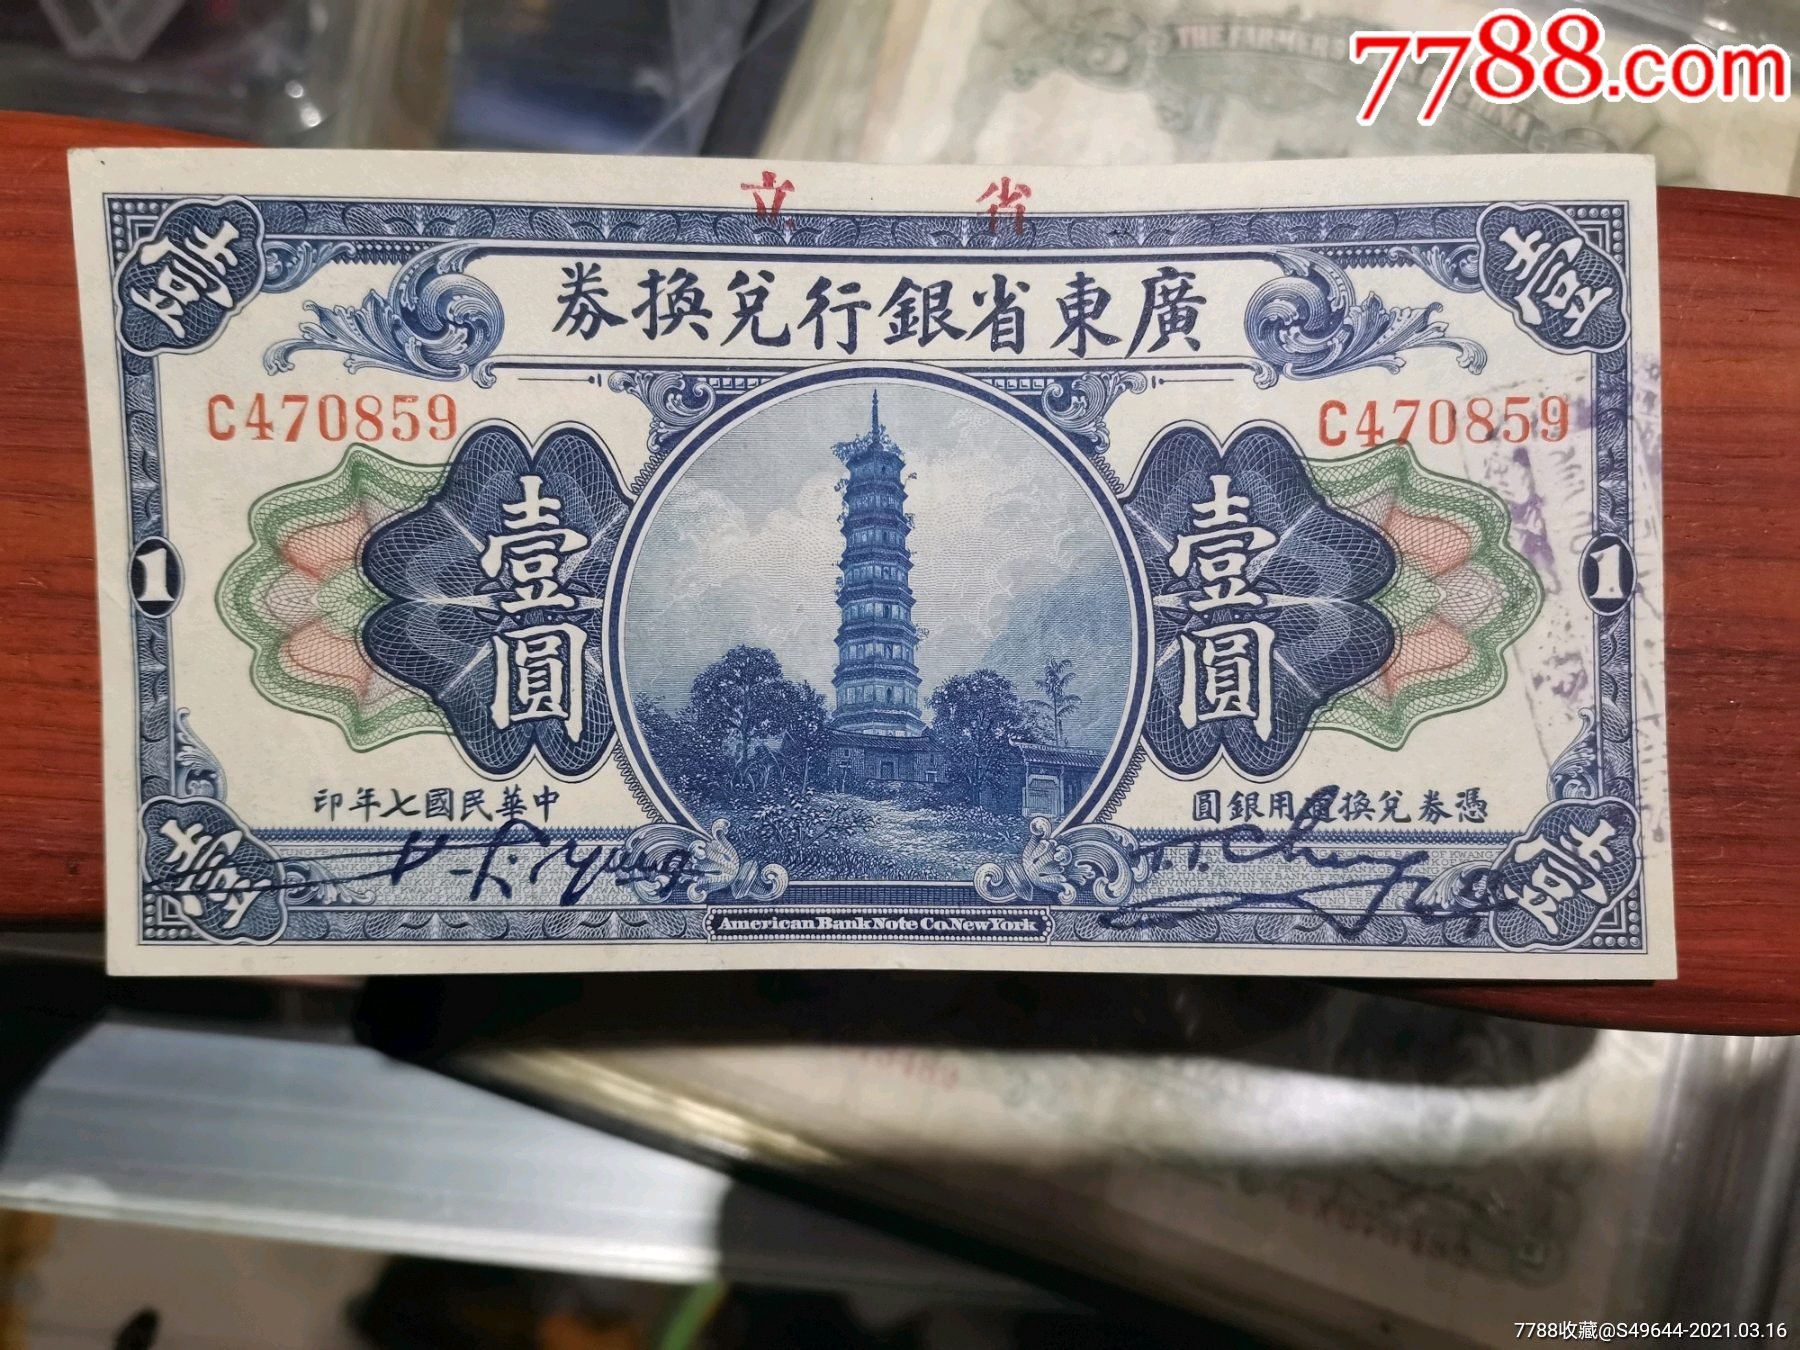 7788.com
THE FARMERS
省立
廣東省銀行兌換券
C470859
C470859
壹
壹
壹圓
壹圓
1
1
憑券兌換通用銀圓
中華民國七年印
壹
壹
American Bank Note Co. New York
7788收藏@S49644-2021.03.16